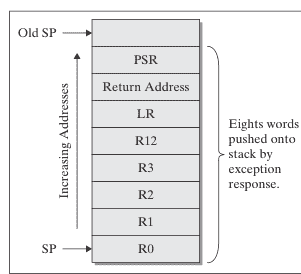 Old SP
PSR
Return Address
LR
R12
R3
R2
R1
SP
R0
Increasing Addresses
Eights words
pushed onto
stack by
exception
response.